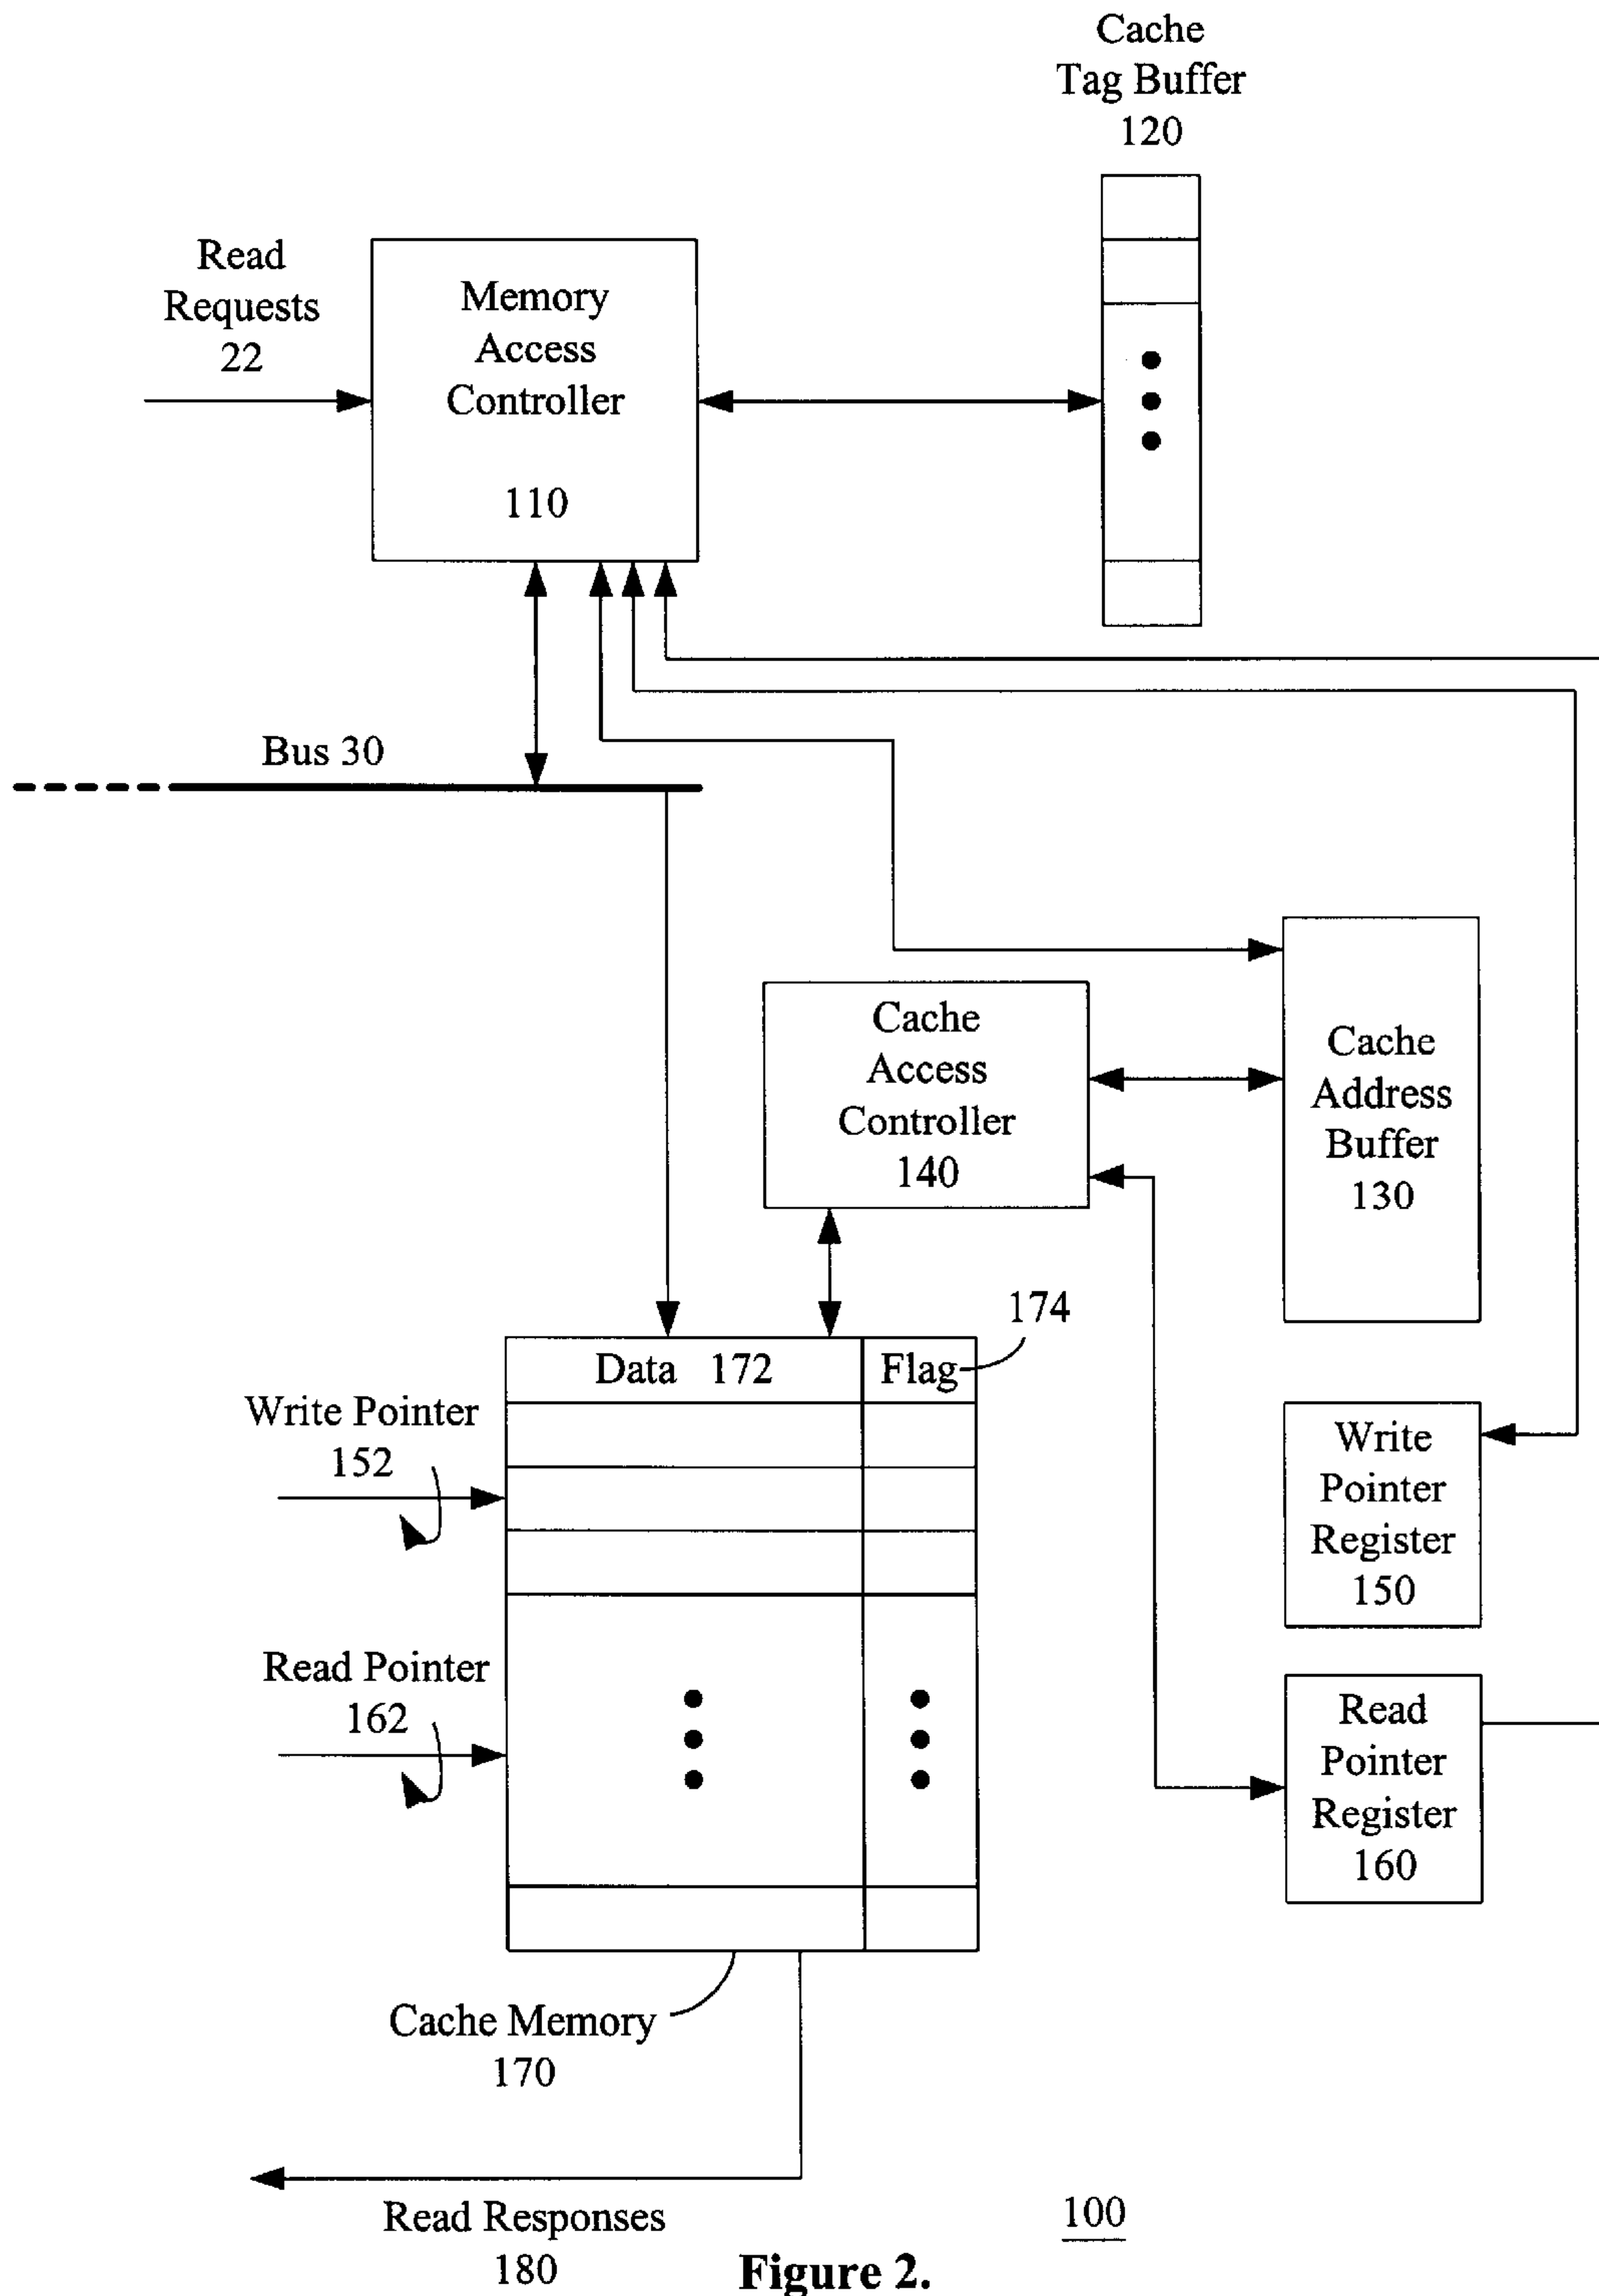 Cache
Tag Buffer
120
Read
Requests
22
Memory
Access
Controller
110
Bus 30
Cache
Access
Controller
140
Cache
Address
Buffer
130
174
Data 172
Flag
Write Pointer
152
Write
Pointer
Register
150
Read Pointer
162
Read
Pointer
Register
160
Cache Memory
170
Read Responses
180
100
Figure 2.